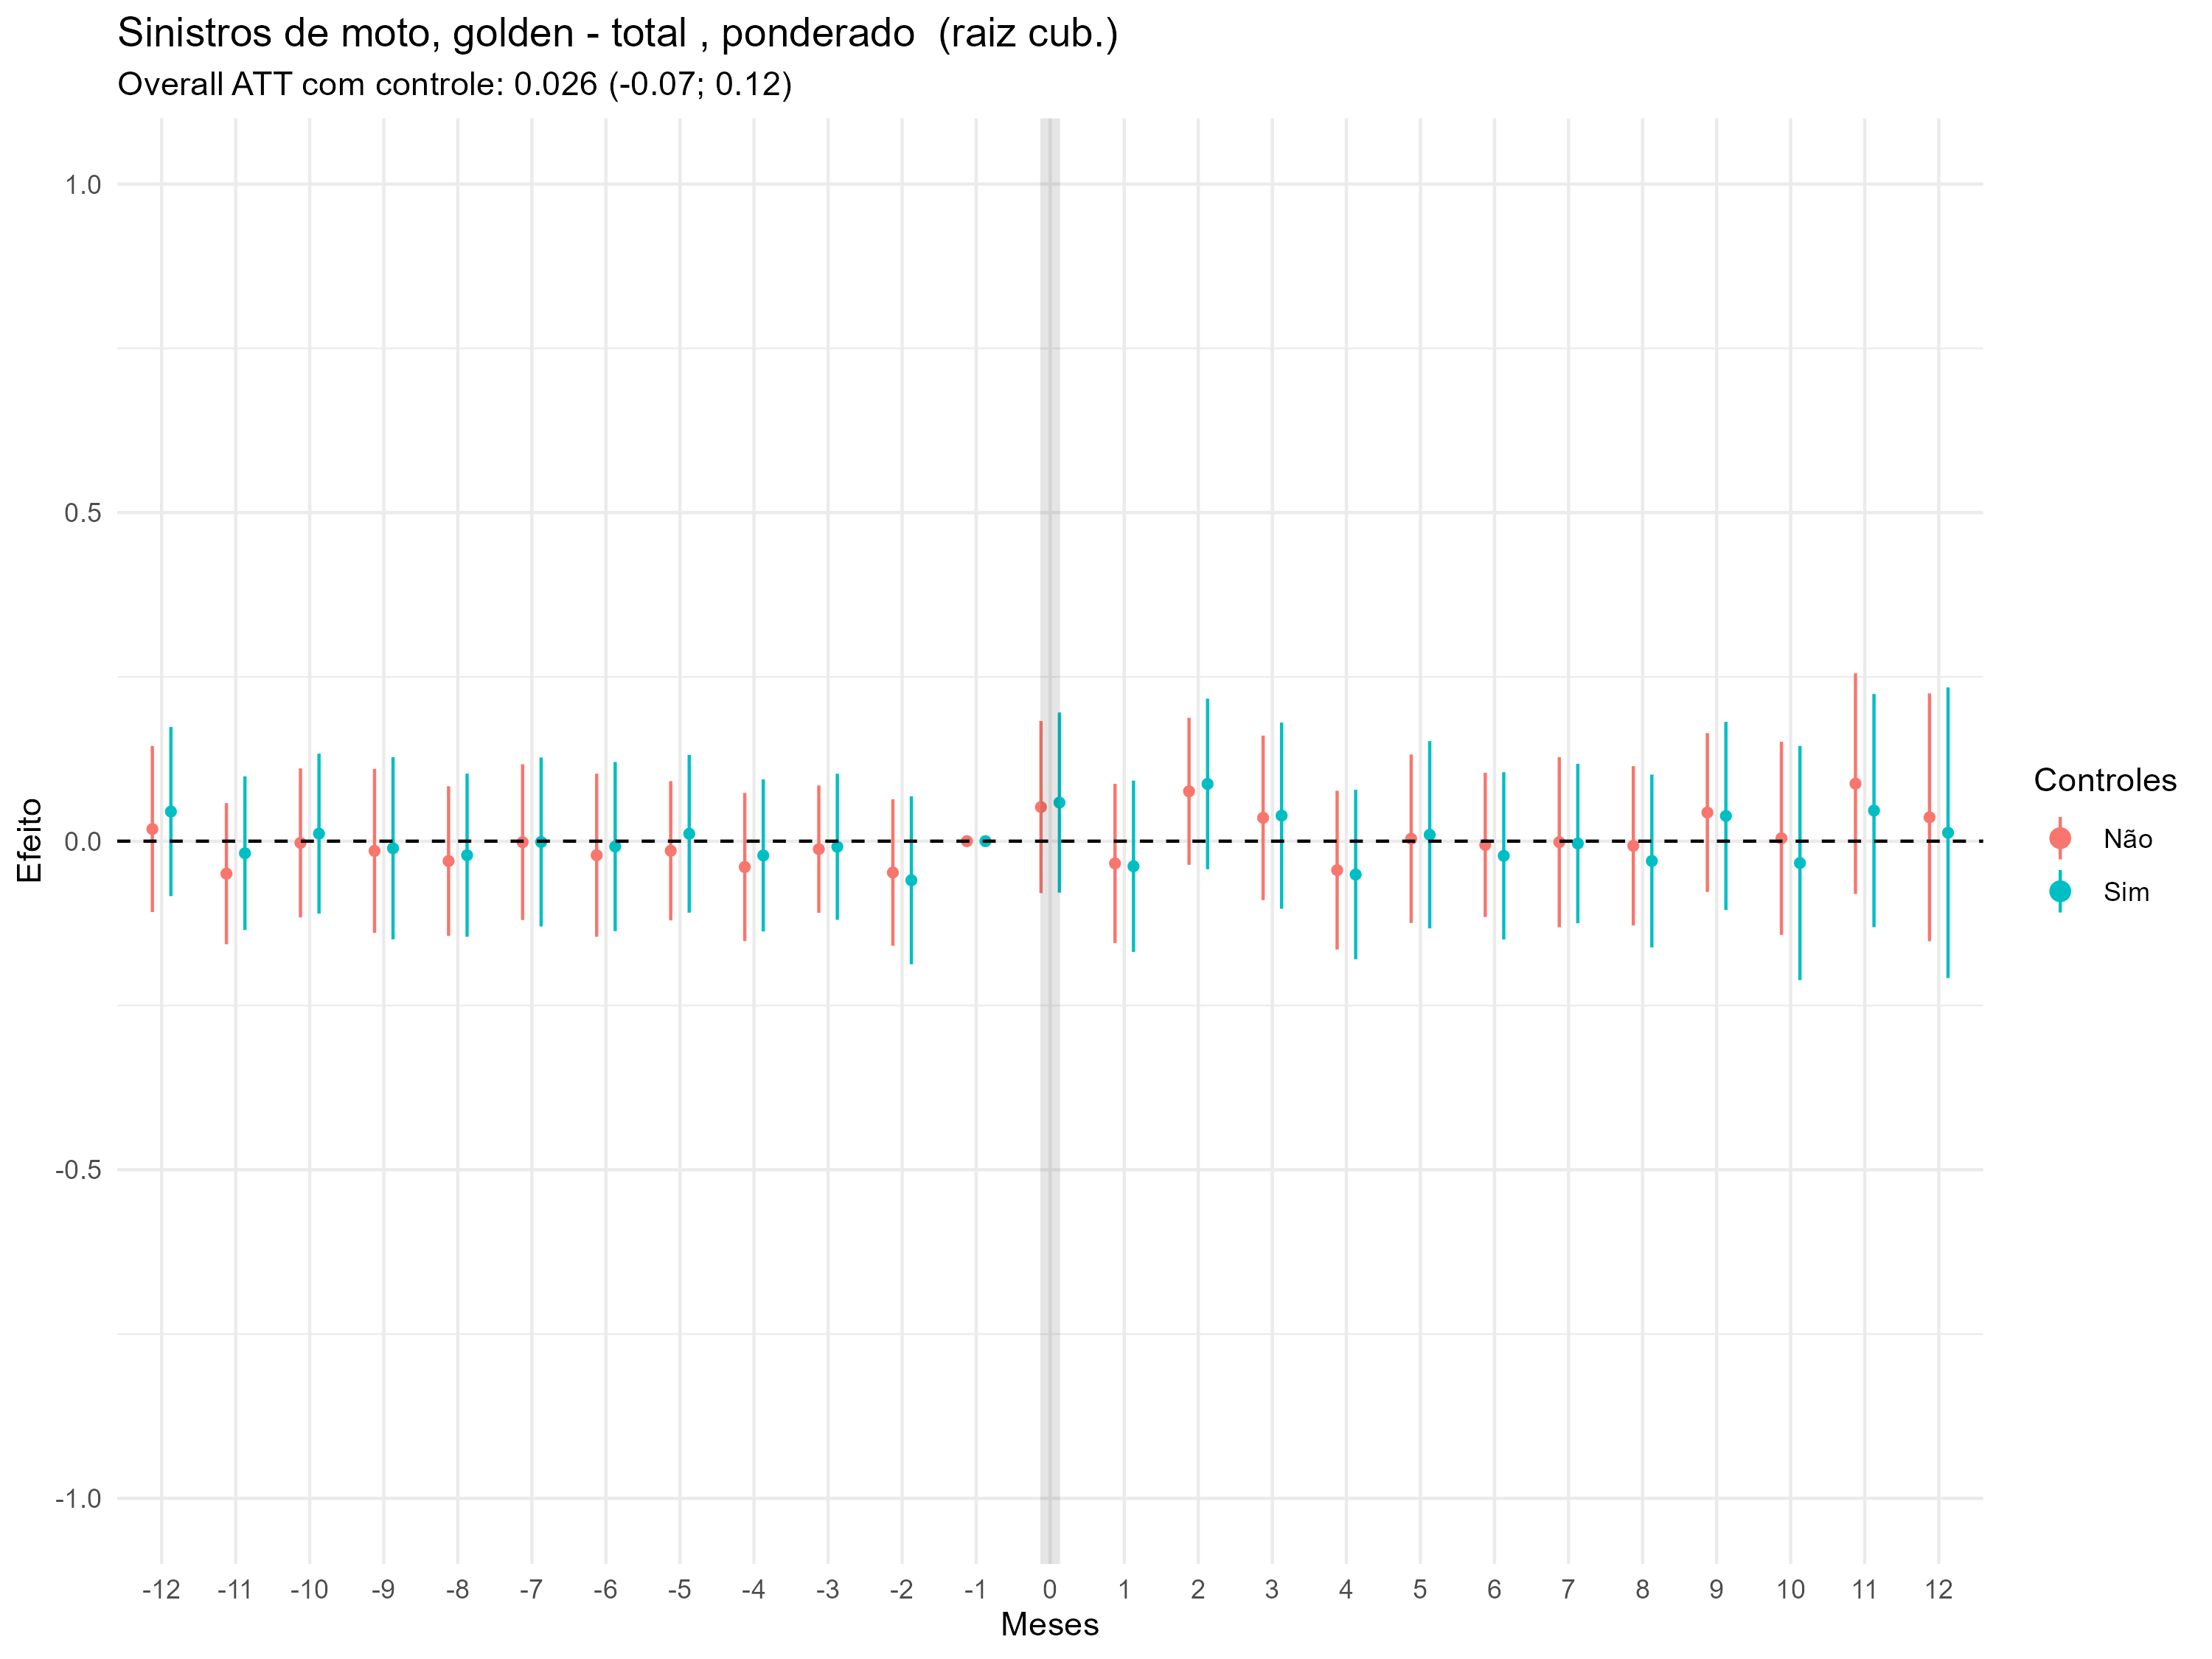 Sinistros de moto, golden - total , ponderado  (raiz cub.)
Overall ATT com controle: 0.026 (-0.07; 0.12)
1.0
0.5
0.0
-0.5
-1.0
Efeito
-12 -11 -10 -9 -8 -7 -6 -5 -4 -3 -2 -1 0 1 2 3 4 5 6 7 8 9 10 11 12
Meses
Controles
Não
Sim